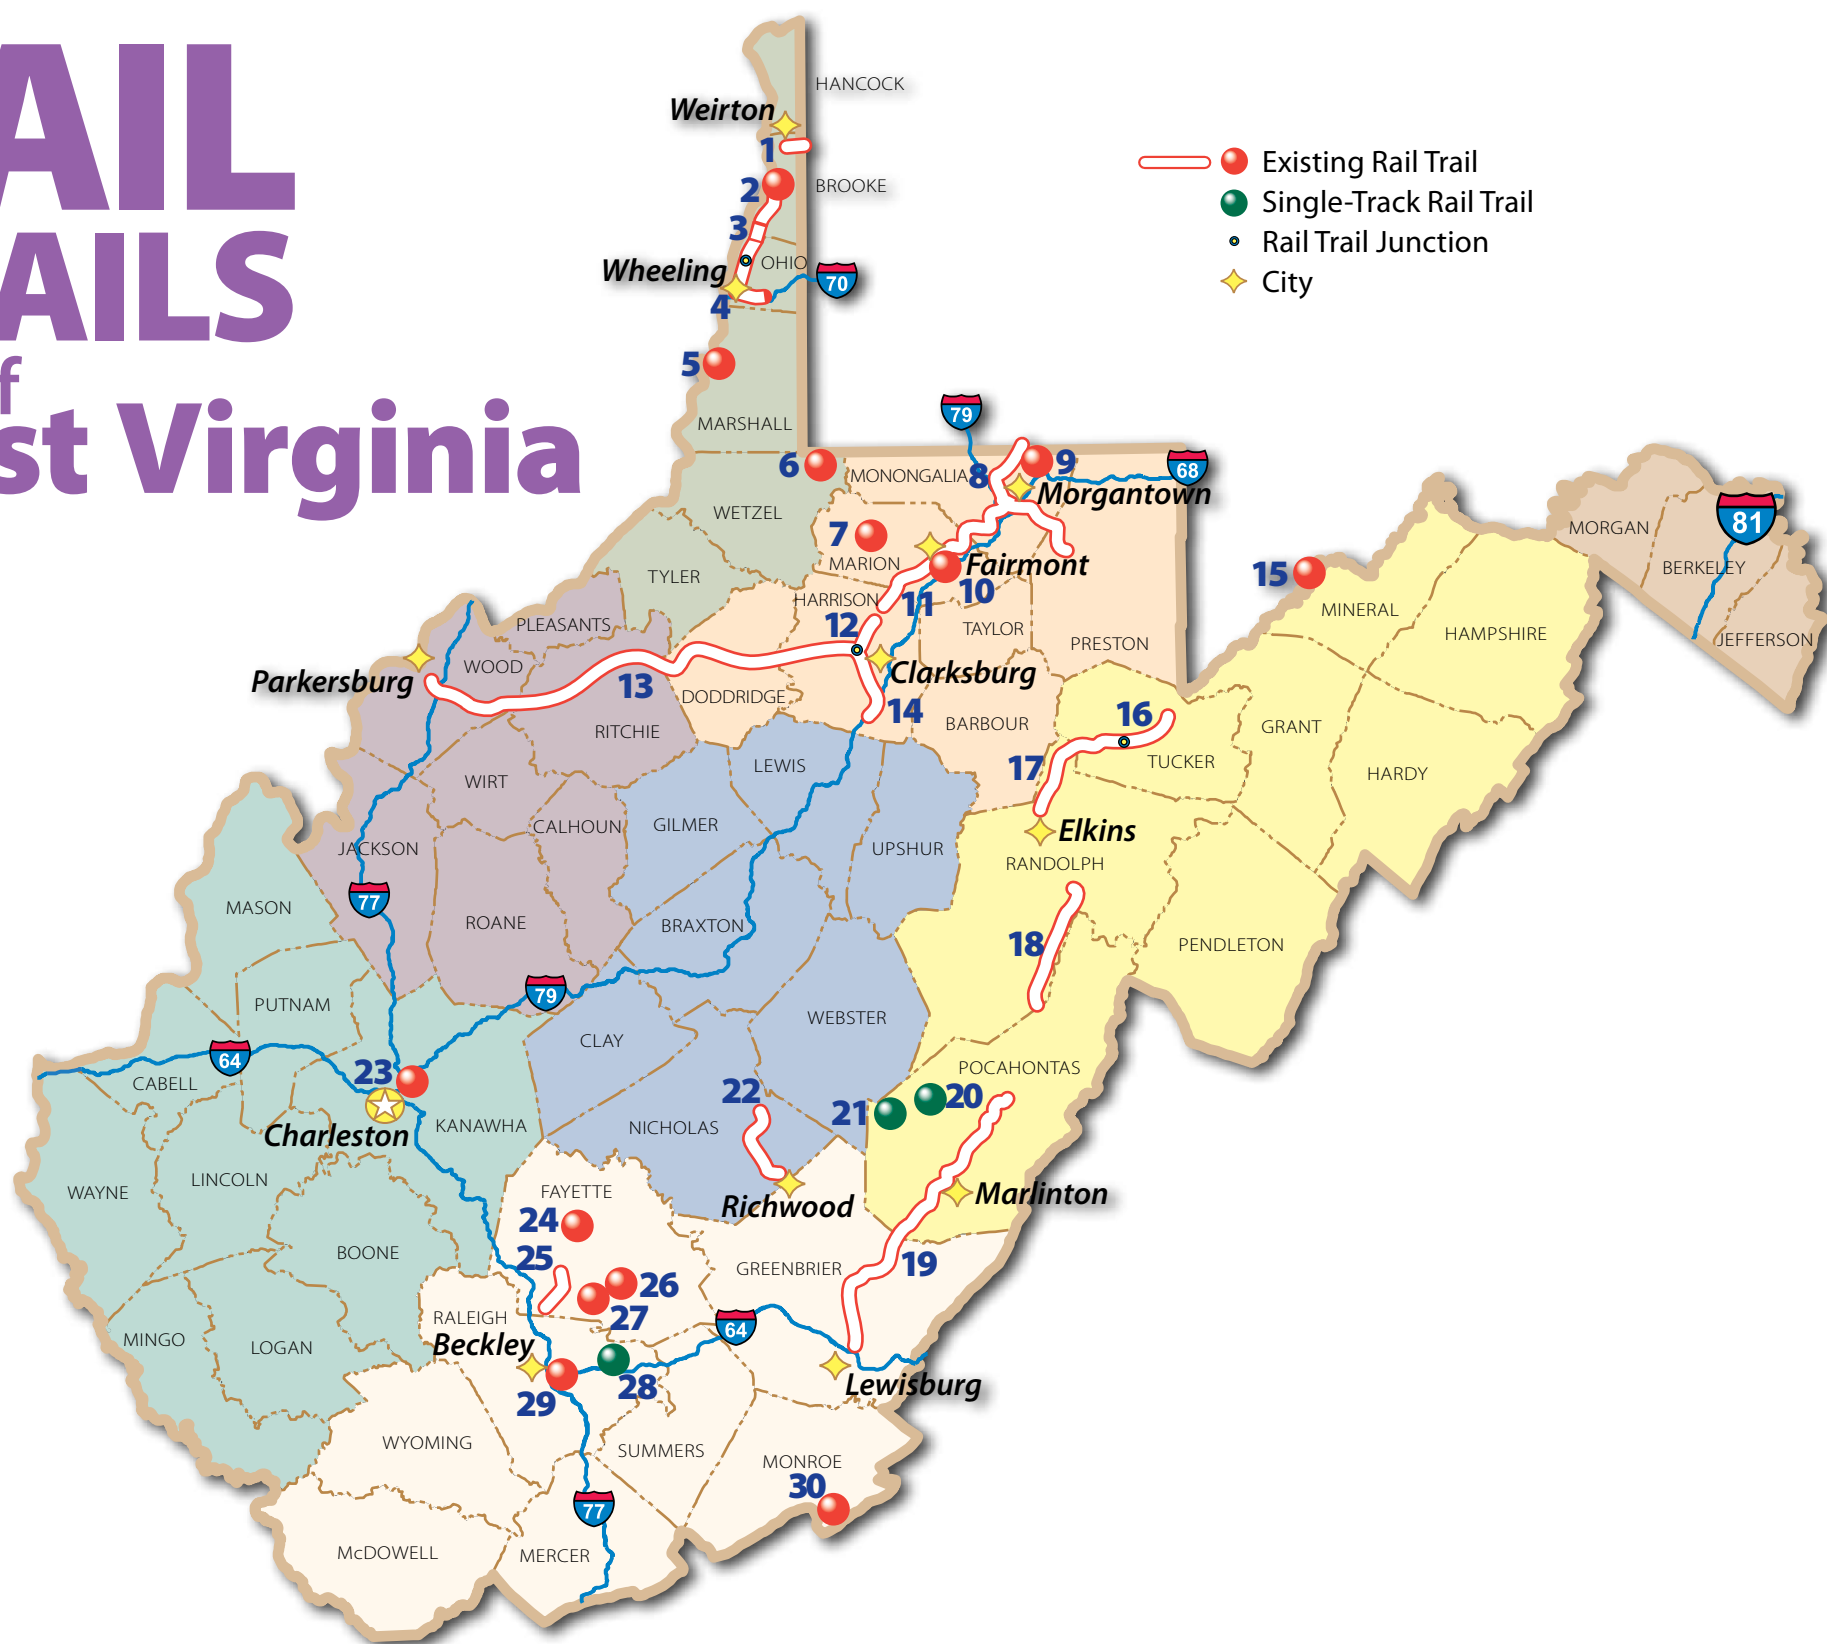 AIL
AILS
f
st Virginia
HANCOCK
Weirton
1
2
BROOKE
3
OHIO
Wheeling
70
4
5
MARSHALL
Existing Rail Trail
Single-Track Rail Trail
Rail Trail Junction
City
79
6
MONONGALIA
8
9
68
Morgantown
WETZEL
7
MARION
Fairmont
10
11
TYLER
HARRISON
12
TAYLOR
PRESTON
15
MINERAL
HAMPSHIRE
MORGAN
81
BERKELEY
JEFFERSON
PLEASANTS
WOOD
Parkersburg
13
DODDRIDGE
Clarksburg
14
BARBOUR
RITCHIE
16
17
TUCKER
GRANT
HARDY
LEWIS
WIRT
CALHOUN
GILMER
UPSHUR
Elkins
RANDOLPH
JACKSON
77
MASON
ROANE
BRAXTON
18
PENDLETON
79
PUTNAM
CLAY
WEBSTER
64
CABELL
23
Charleston
KANAWHA
22
NICHOLAS
21
20
POCAHONTAS
WAYNE
LINCOLN
FAYETTE
24
Richwood
Marlinton
BOONE
25
26
27
GREENBRIER
19
RALEIGH
Beckley
64
MINGO
LOGAN
29
28
Lewisburg
WYOMING
SUMMERS
MONROE
30
77
McDOWELL
MERCER